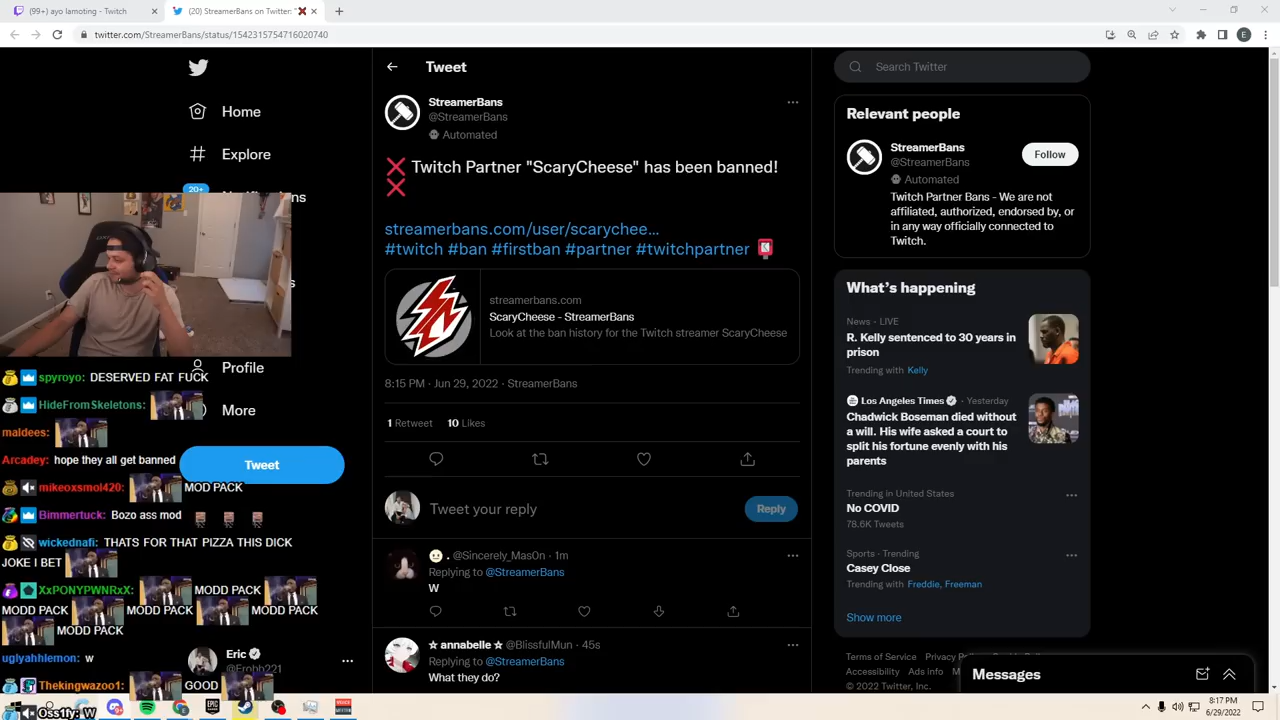 (99+) ayo lamoting - Twitch
(20) StreamerBans on Twitter: "❌
twitter.com/StreamerBans/status/1542315754716020740
E
Home
Explore
20+
ns
s
Profile
More
Tweet
Eric
@Erobb221
Tweet
StreamerBans
@StreamerBans
Automated
❌ Twitch Partner "ScaryCheese" has been banned!
❌
streamerbans.com/user/scarychee…
#twitch #ban #firstban #partner #twitchpartner
streamerbans.com
ScaryCheese - StreamerBans
Look at the ban history for the Twitch streamer ScaryCheese
8:15 PM · Jun 29, 2022 · StreamerBans
1 Retweet 10 Likes
Tweet your reply
Reply
. @Sincerely_Mas0n · 1m
Replying to @StreamerBans
W
☆ annabelle ☆ @BlissfulMun · 45s
Replying to @StreamerBans
What they do?
Search Twitter
Relevant people
StreamerBans
@StreamerBans
Follow
Automated
Twitch Partner Bans - We are not
affiliated, authorized, endorsed by, or
in any way officially connected to
Twitch.
What's happening
News · LIVE
R. Kelly sentenced to 30 years in
prison
Trending with Kelly
Los Angeles Times · Yesterday
Chadwick Boseman died without
a will. His wife asked a court to
split his fortune evenly with his
parents
Trending in United States
No COVID
78.6K Tweets
Sports · Trending
Casey Close
Trending with Freddie, Freeman
Show more
Terms of Service Privacy
Accessibility Ads info
© 2022 Twitter, Inc.
Messages
spyroyo: DESERVED FAT FUCK
HideFromSkeletons:
maldees:
Arcadey: hope they all get banned
mikeoxsmol420: MOD PACK
Bimmertuck: Bozo ass mod
wickednafi: THATS FOR THAT PIZZA THIS DICK
JOKE I BET
XxPONYPWNRxX: MODD PACK
MODD PACK MODD PACK MODD PACK
MODD PACK
uglyahhlemon: w
Thekingwazoo1: GOOD
Oss1fy: W
8:17 PM
6/29/2022